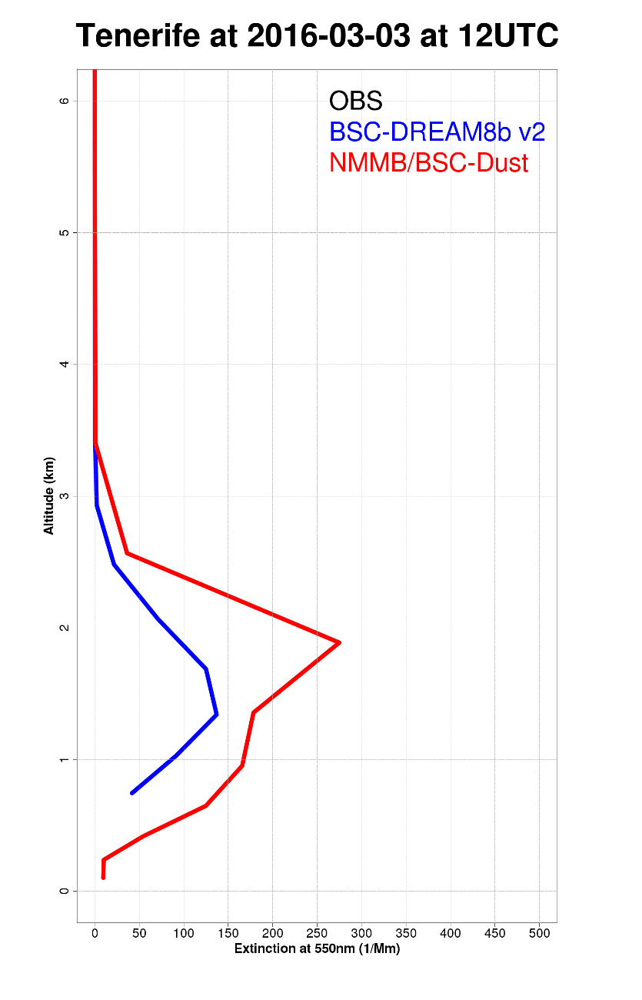 Tenerife at 2016-03-03 at 12UTC
OBS
BSC-DREAM8b v2
NMMB/BSC-Dust
6
5
4
3
2
1
0
Altitude (km)
0 50 100 150 200 250 300 350 400 450 500
Extinction at 550nm (1/Mm)